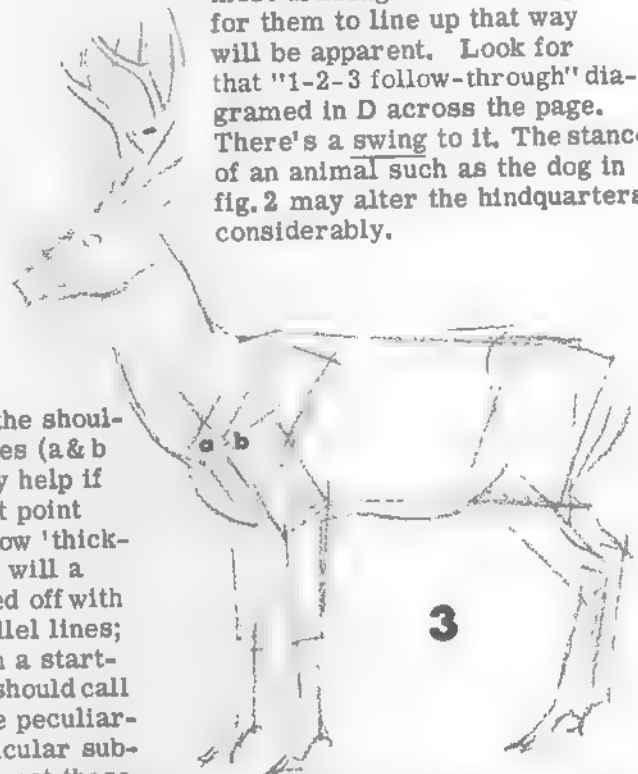 for them to line up that way
will be apparent. Look for
that "1-2-3 follow-through" dia-
gramed in D across the page.
There's a swing to it. The stance
of an animal such as the dog in
fig. 2 may alter the hindquarters
considerably.
the shoul-
es (a & b
y help if
t point
ow 'thick-
will a
ed off with
llel lines;
n a start-
should call
e peculiar-
icular sub-
a b
3